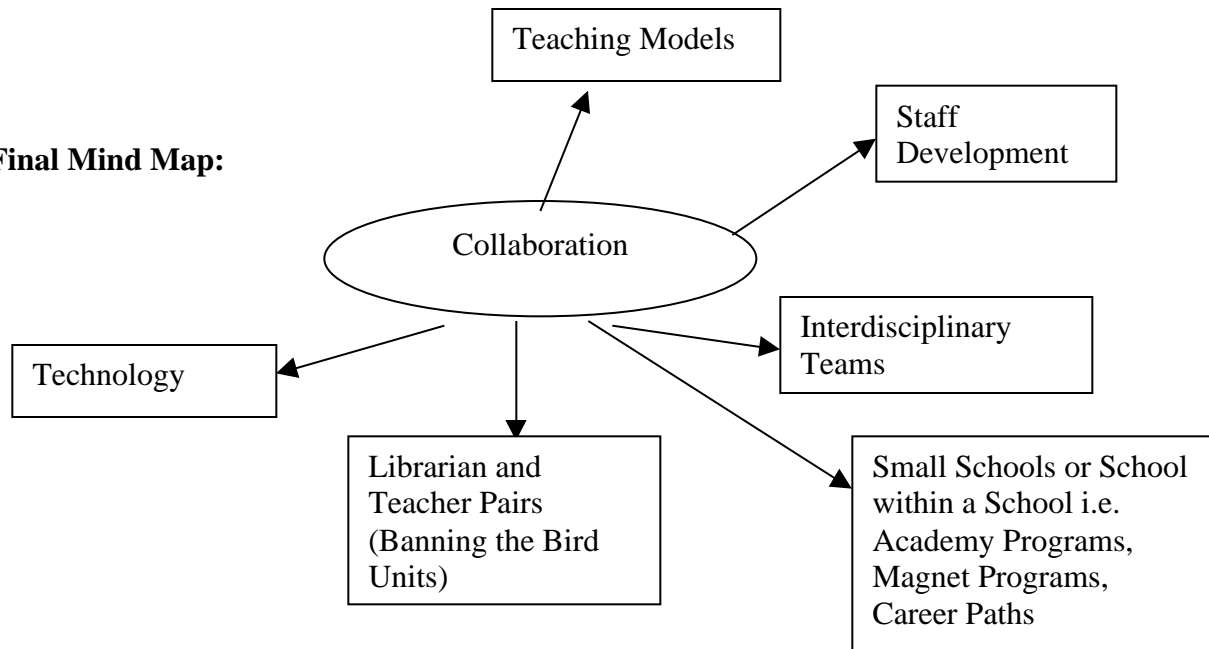 Teaching Models
Staff
Development
Final Mind Map:
Collaboration
Interdisciplinary
Teams
Technology
Librarian and
Teacher Pairs
(Banning the Bird
Units)
Small Schools or School
within a School i.e.
Academy Programs,
Magnet Programs,
Career Paths